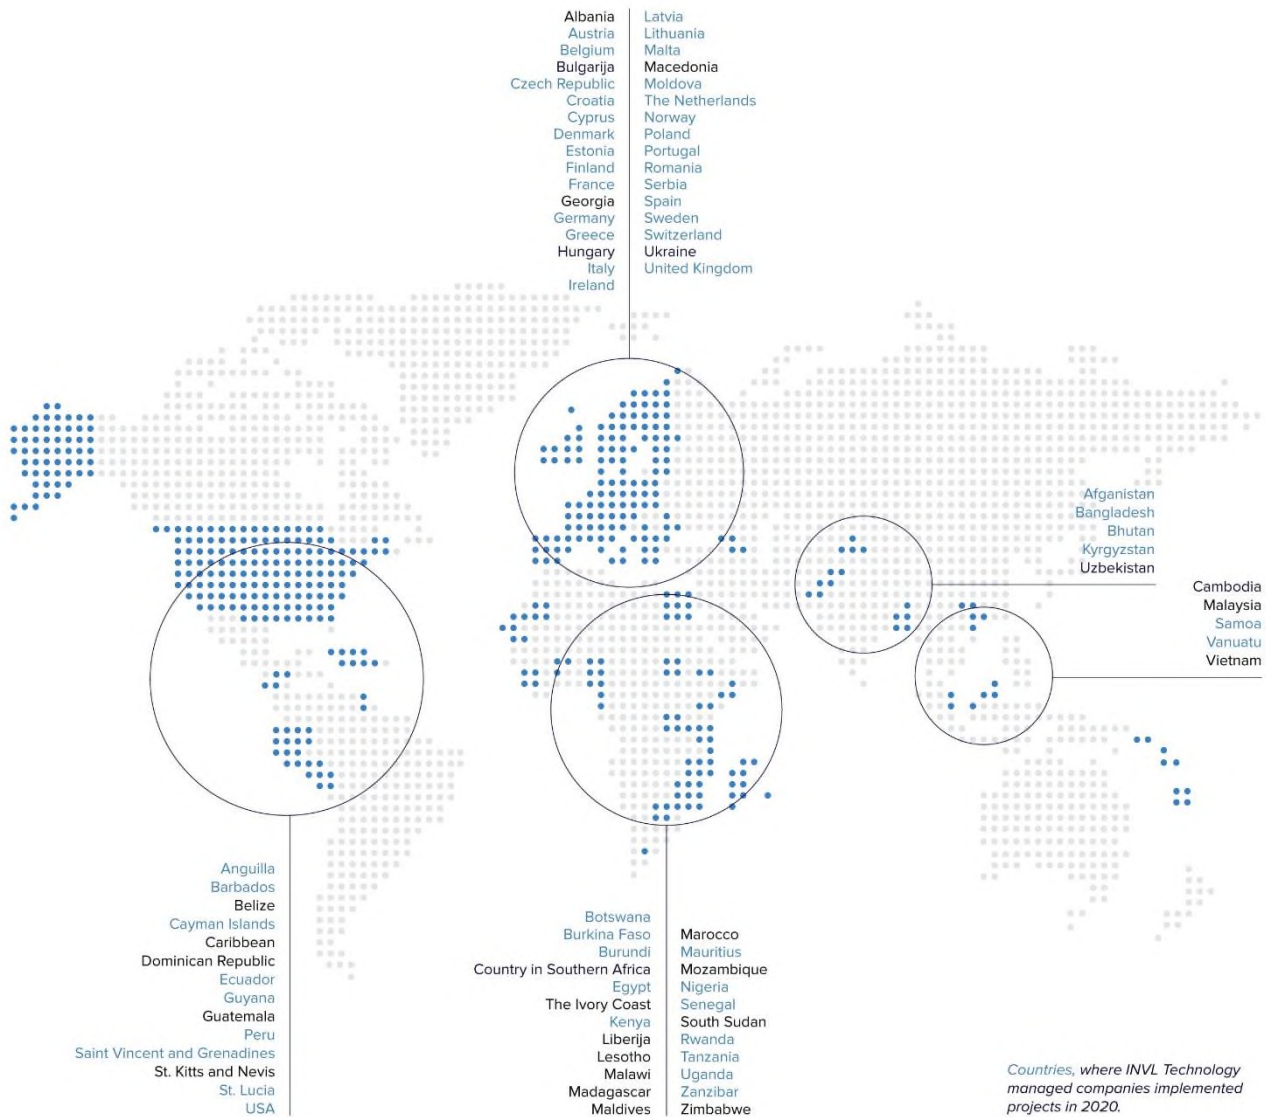 Albania
Austria
Belgium
Bulgarija
Czech Republic
Croatia
Cyprus
Denmark
Estonia
Finland
France
Georgia
Germany
Greece
Hungary
Italy
Ireland
Latvia
Lithuania
Malta
Macedonia
Moldova
The Netherlands
Norway
Poland
Portugal
Romania
Serbia
Spain
Sweden
Switzerland
Ukraine
United Kingdom
Afganistan
Bangladesh
Bhutan
Kyrgyzstan
Uzbekistan
Cambodia
Malaysia
Samoa
Vanuatu
Vietnam
Anguilla
Barbados
Belize
Cayman Islands
Caribbean
Dominican Republic
Ecuador
Guyana
Guatemala
Peru
Saint Vincent and Grenadines
St. Kitts and Nevis
St. Lucia
USA
Botswana
Burkina Faso
Burundi
Country in Southern Africa
Egypt
The Ivory Coast
Kenya
Liberija
Lesotho
Malawi
Madagascar
Maldives
Marocco
Mauritius
Mozambique
Nigeria
Senegal
South Sudan
Rwanda
Tanzania
Uganda
Zanzibar
Zimbabwe
Countries, where INVL Technology
managed companies implemented
projects in 2020.